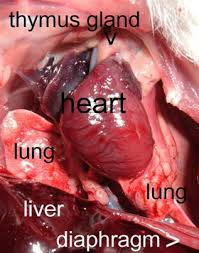 thymus gland
v
heart
lung
lung
liver
diaphragm >